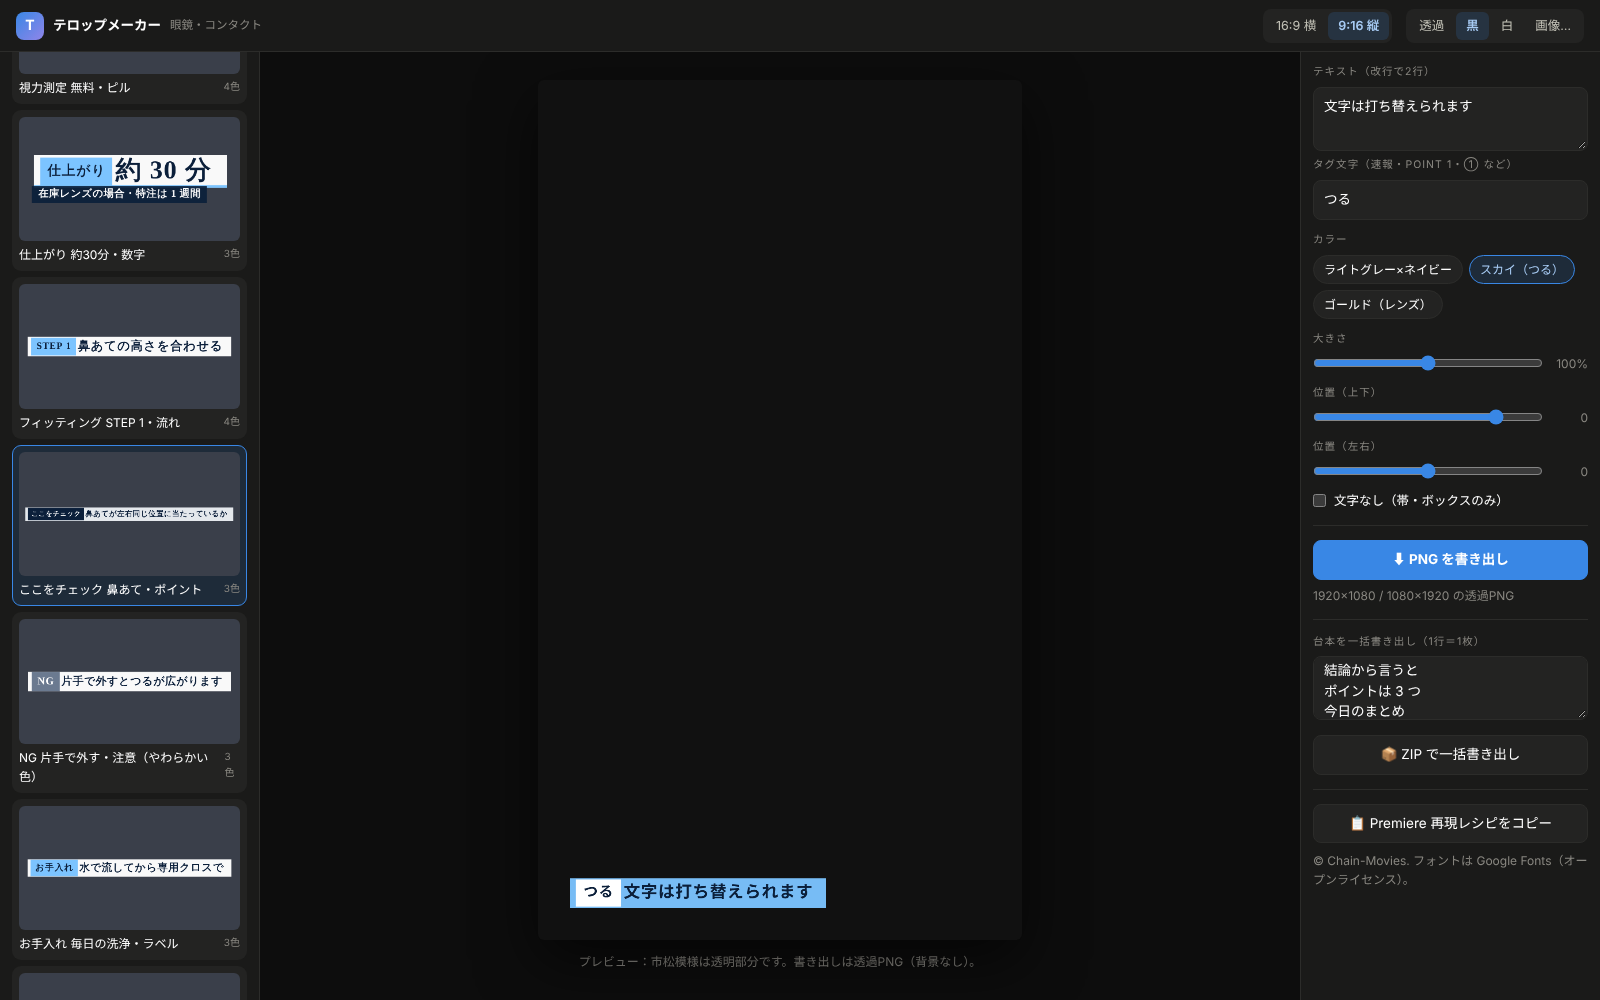 T テロップメーカー 眼鏡・コンタクト
16:9 横 9:16 縦 透過 黒 白 画像...
視力測定 無料・ピル 4色
仕上がり 約 30 分
在庫レンズの場合・特注は 1 週間
仕上がり 約30分・数字 3色
STEP 1 鼻あての高さを合わせる
フィッティング STEP 1・流れ 4色
ここをチェック 鼻あてが左右同じ位置に当たっているか
ここをチェック 鼻あて・ポイント 3色
NG 片手で外すとつるが広がります
NG 片手で外す・注意（やわらかい
色） 3色
お手入れ 水で流してから専用クロスで
お手入れ 毎日の洗浄・ラベル 3色
つる 文字は打ち替えられます
プレビュー：市松模様は透明部分です。書き出しは透過PNG（背景なし）。
テキスト（改行で2行）
文字は打ち替えられます
タグ文字（速報・POINT 1・① など）
つる
カラー
ライトグレー×ネイビー スカイ（つる）
ゴールド（レンズ）
大きさ
100%
位置（上下）
0
位置（左右）
0
文字なし（帯・ボックスのみ）
⬇ PNG を書き出し
1920×1080 / 1080×1920 の透過PNG
台本を一括書き出し（1行＝1枚）
結論から言うと
ポイントは 3 つ
今日のまとめ
📦 ZIP で一括書き出し
📋 Premiere 再現レシピをコピー
© Chain-Movies. フォントは Google Fonts（オー
プンライセンス）。